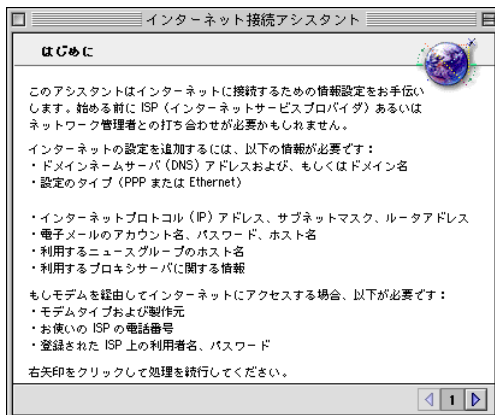 インターネット接続アシスタント
はじめに
このアシスタントはインターネットに接続するための情報設定をお手伝い
します。始める前に ISP（インターネットサービスプロバイダ）あるいは
ネットワーク管理者との打ち合わせが必要かもしれません。
インターネットの設定を追加するには、以下の情報が必要です：
・ドメインネームサーバ（DNS）アドレスおよび、もしくはドメイン名
・設定のタイプ（PPP または Ethernet）
・インターネットプロトコル（IP）アドレス、サブネットマスク、ルータアドレス
・電子メールのアカウント名、パスワード、ホスト名
・利用するニュースグループのホスト名
・利用するプロキシサーバに関する情報
もしモデムを経由してインターネットにアクセスする場合、以下が必要です：
・モデムタイプおよび製作元
・お使いの ISP の電話番号
・登録された ISP 上の利用者名、パスワード
右矢印をクリックして処理を続行してください。
1